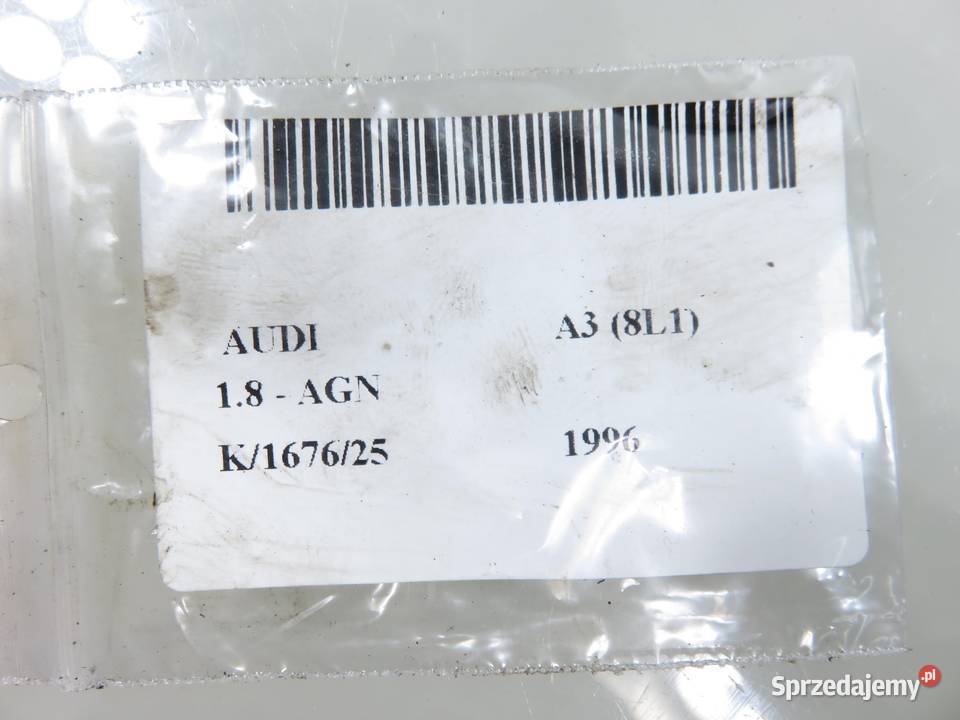 AUDI A3 (8L1)
1.8 - AGN
K/1676/25 1996
Sprzedajemy.pl